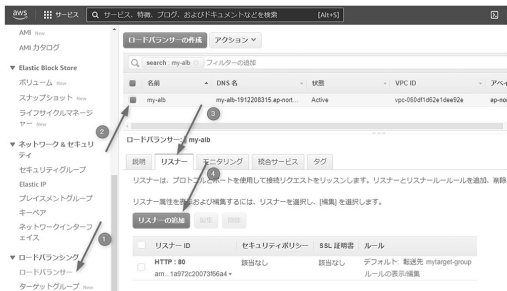 aws サービス サービス、特徴、ブログ、およびドキュメントなどを検索 [Alt+S]
AMI New
AMI カタログ
▼ Elastic Block Store
ボリューム New
スナップショット New
ライフサイクルマネージ
ャー New
▼ ネットワーク & セキュリ
ティ
セキュリティグループ
Elastic IP
プレイスメントグループ
キーペア
ネットワークインターフ
ェイス
▼ ロードバランシング
ロードバランサー
ターゲットグループ New
1
2
ロードバランサーの作成 アクション
search : my-alb フィルターの追加
名前 DNS 名 状態 VPC ID アベイ
my-alb my-alb-1912208315.ap-nort... Active vpc-060df1d62e1dee92e ap-no
3
ロードバランサー: my-alb
説明 リスナー モニタリング 統合サービス タグ
4
リスナーは、プロトコルとポートを使用して接続リクエストをリッスンします。リスナーとリスナールールルールを追加、削除
リスナー属性を表示および編集するには、リスナーを選択し、[編集] を選択します。
リスナーの追加 編集 削除
リスナー ID セキュリティポリシー SSL 証明書 ルール
HTTP : 80 該当なし 該当なし デフォルト: 転送先 mytarget-group
arn...1a972c20073f66a4 ルールの表示/編集